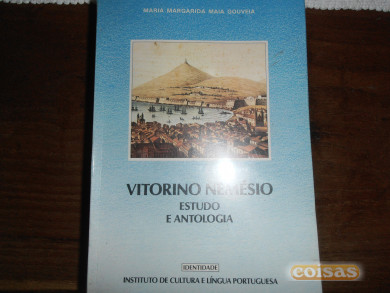 MARIA MARGARIDA MAIA GOUVEIA
VITORINO NEMÉSIO
ESTUDO
E ANTOLOGIA
IDENTIDADE
INSTITUTO DE CULTURA E LÍNGUA PORTUGUESA
coisas